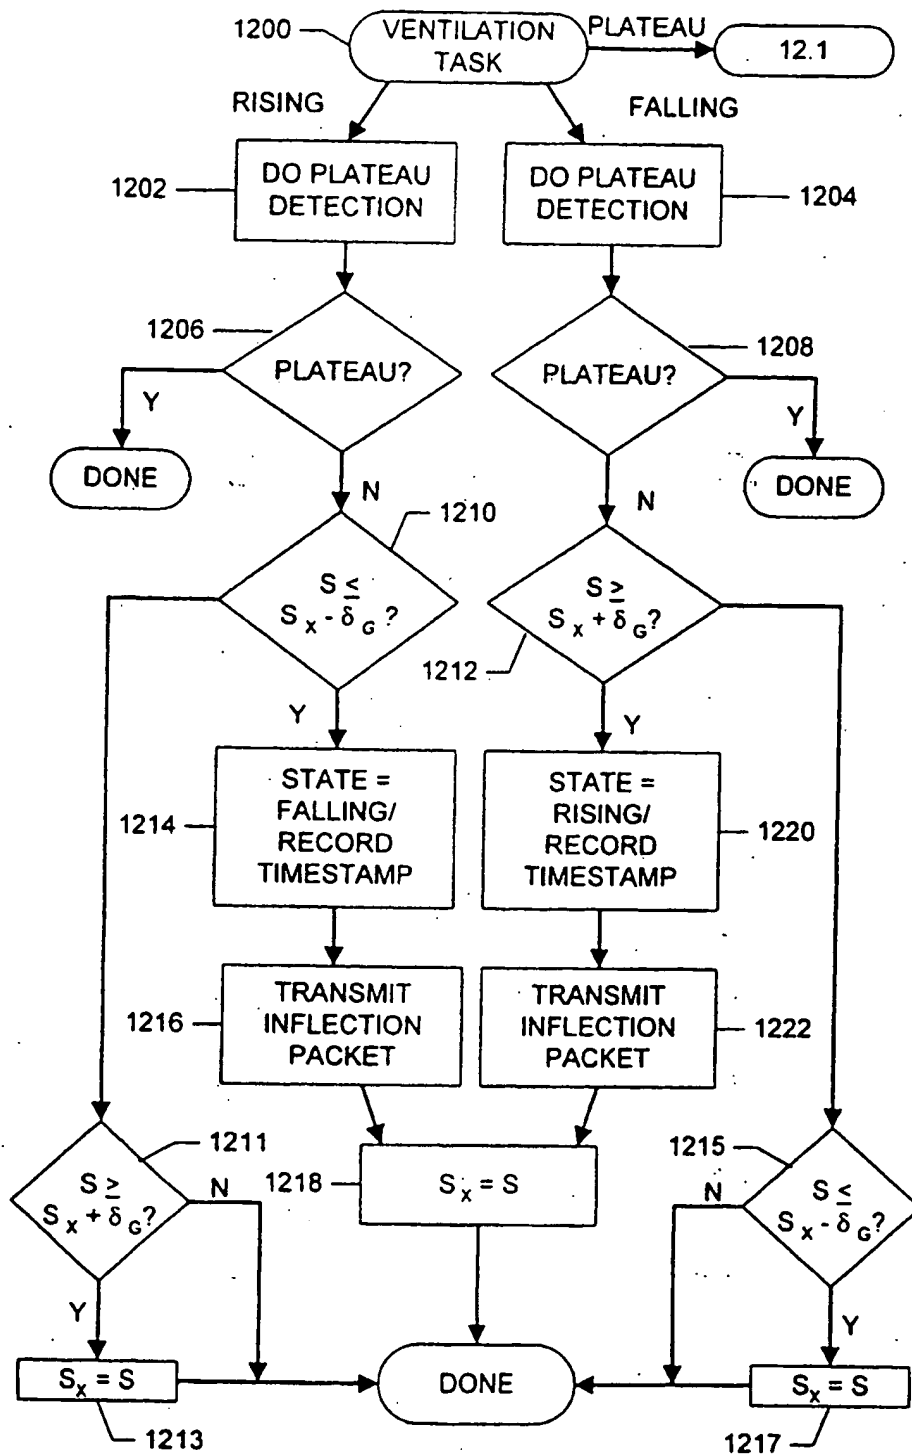 1200
VENTILATION
TASK
PLATEAU
12.1
RISING
FALLING
1202
DO PLATEAU
DETECTION
DO PLATEAU
DETECTION
1204
1206
PLATEAU?
1208
PLATEAU?
Y
DONE
Y
DONE
N
1210
N
S ≤
S X - δ G ?
S ≥
S X + δ G ?
1212
Y
Y
1214
STATE =
FALLING/
RECORD
TIMESTAMP
STATE =
RISING/
RECORD
TIMESTAMP
1220
1216
TRANSMIT
INFLECTION
PACKET
TRANSMIT
INFLECTION
PACKET
1222
1211
S ≥
S X + δ G ?
N
1218
S X = S
1215
N
S ≤
S X - δ G ?
Y
Y
S X = S
DONE
S X = S
1213
1217